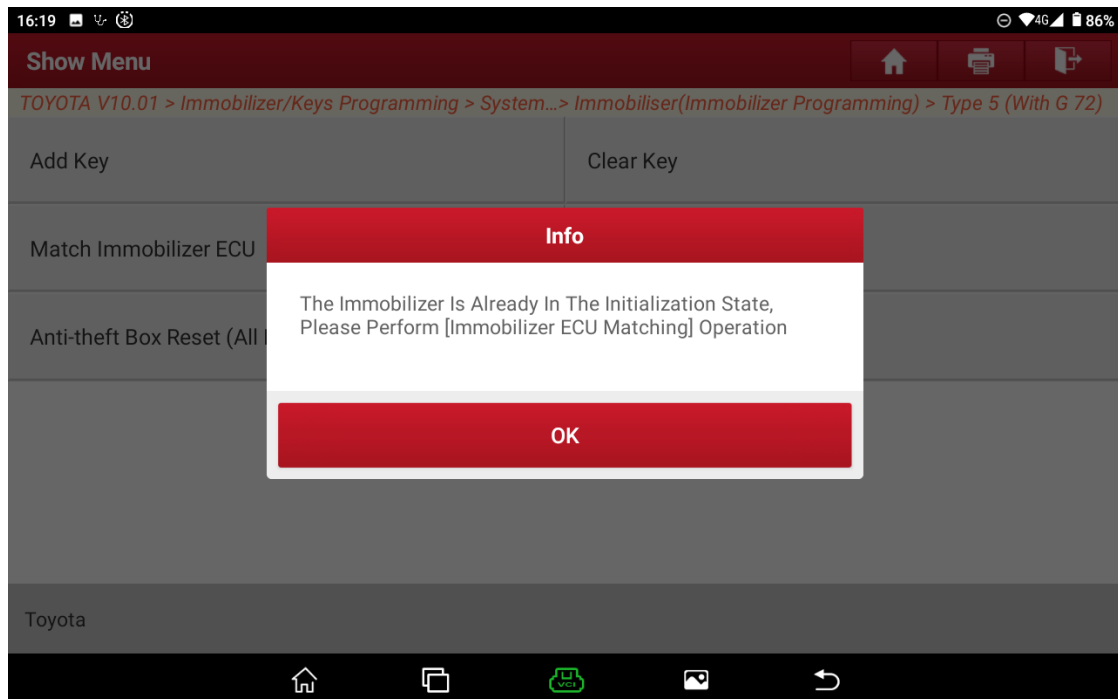 16:19 4G 86%
Show Menu
TOYOTA V10.01 > Immobilizer/Keys Programming > System...> Immobiliser(Immobilizer Programming) > Type 5 (With G 72)
Add Key
Clear Key
Match Immobilizer ECU
Info
The Immobilizer Is Already In The Initialization State,
Please Perform [Immobilizer ECU Matching] Operation
Anti-theft Box Reset (All
OK
Toyota
VCI